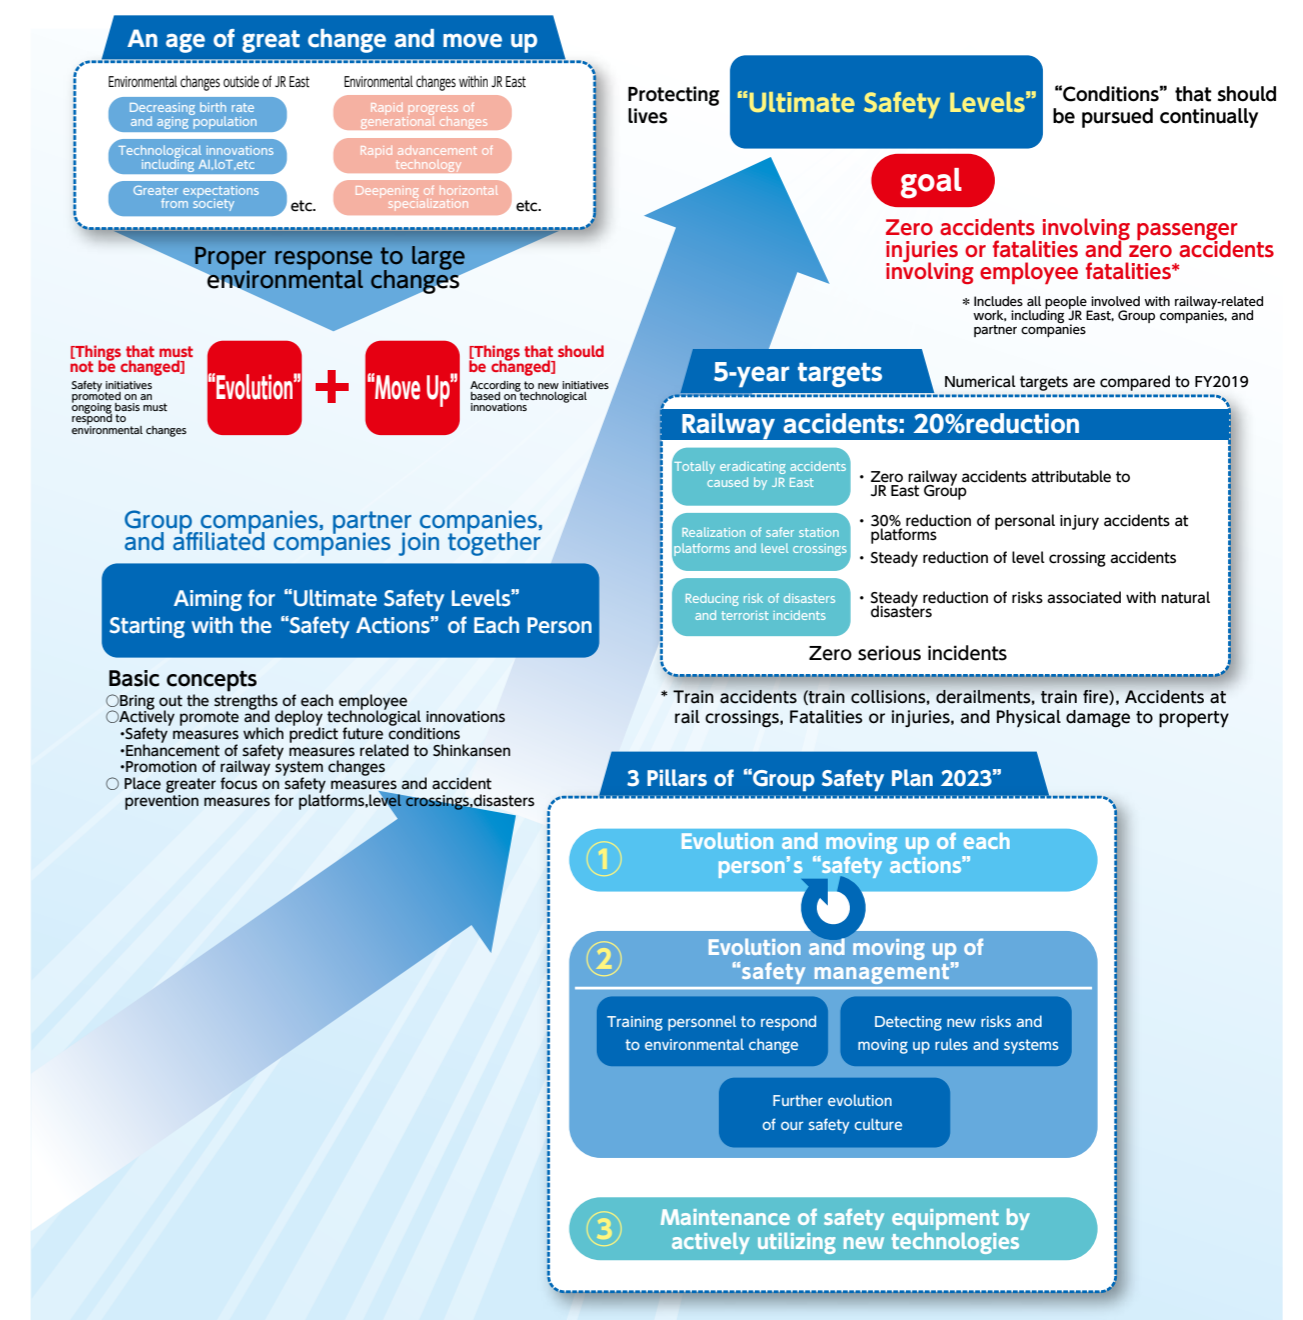 An age of great change and move up
Environmental changes outside of JR East
Decreasing birth rate
and aging population
Technological innovations
including AI,loT,etc
Greater expectations
from society
etc.
Environmental changes within JR East
Rapid progress of
generational changes
Rapid advancement of
technology
Deepening of horizontal
specialization
etc.
Proper response to large
environmental changes
[Things that must
not be changed]
Safety initiatives
promoted on an
ongoing basis must
respond to
environmental changes
“Evolution”
+
“Move Up”
[Things that should
be changed]
According to new initiatives
based on technological
innovations
Group companies, partner companies,
and affiliated companies join together
Aiming for “Ultimate Safety Levels”
Starting with the “Safety Actions” of Each Person
Basic concepts
○Bring out the strengths of each employee
○Actively promote and deploy technological innovations
・Safety measures which predict future conditions
・Enhancement of safety measures related to Shinkansen
・Promotion of railway system changes
○ Place greater focus on safety measures and accident
prevention measures for platforms,level crossings,disasters
Protecting
lives
“Ultimate Safety Levels”
“Conditions” that should
be pursued continually
goal
Zero accidents involving passenger
injuries or fatalities and zero accidents
involving employee fatalities*
* Includes all people involved with railway-related
work, including JR East, Group companies, and
partner companies
5-year targets
Numerical targets are compared to FY2019
Railway accidents: 20%reduction
Totally eradicating accidents
caused by JR East
・Zero railway accidents attributable to
JR East Group
Realization of safer station
platforms and level crossings
・30% reduction of personal injury accidents at
platforms
・Steady reduction of level crossing accidents
Reducing risk of disasters
and terrorist incidents
・Steady reduction of risks associated with natural
disasters
Zero serious incidents
* Train accidents (train collisions, derailments, train fire), Accidents at
rail crossings, Fatalities or injuries, and Physical damage to property
3 Pillars of “Group Safety Plan 2023”
①
Evolution and moving up of each
person’s “safety actions”
②
Evolution and moving up of
“safety management”
Training personnel to respond
to environmental change
Detecting new risks and
moving up rules and systems
Further evolution
of our safety culture
③
Maintenance of safety equipment by
actively utilizing new technologies